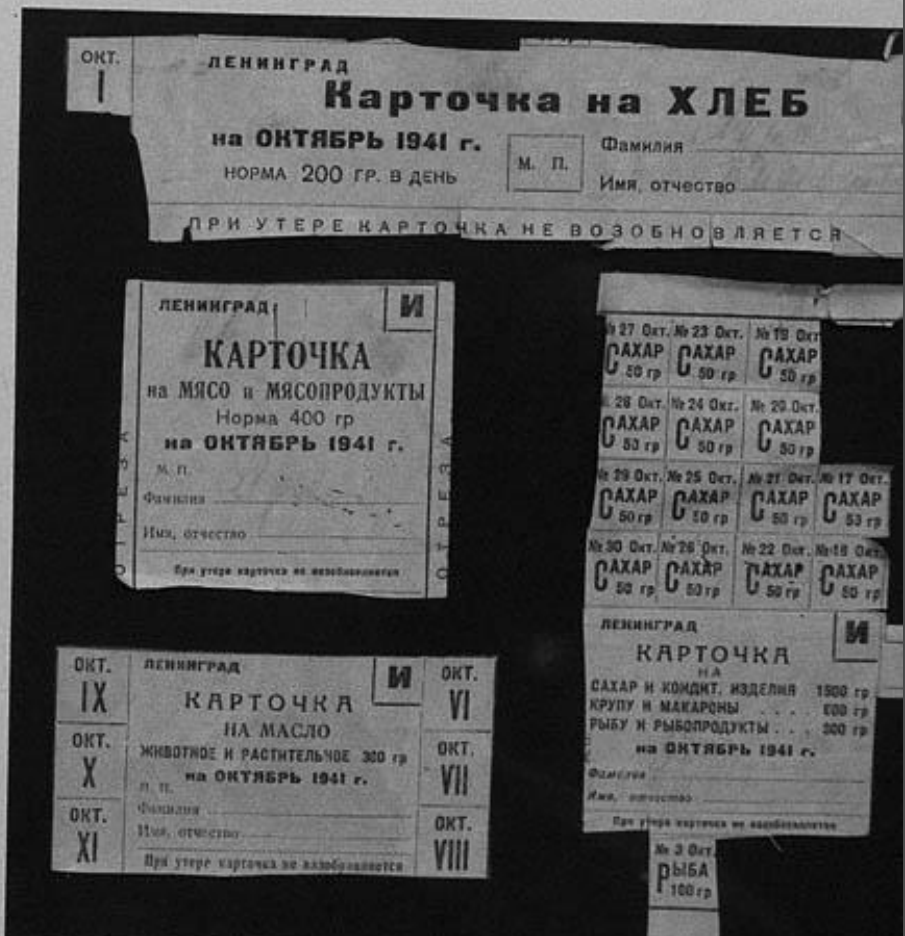 ОКТ.
I
ЛЕНИНГРАД
Карточка на ХЛЕБ
на ОКТЯБРЬ 1941 г.
НОРМА 200 ГР. В ДЕНЬ
М. П.
Фамилия
Имя, отчество
ПРИ УТЕРЕ КАРТОЧКА НЕ ВОЗОБНОВЛЯЕТСЯ
ЛЕНИНГРАД
И
КАРТОЧКА
на МЯСО и МЯСОПРОДУКТЫ
Норма 400 гр
на ОКТЯБРЬ 1941 г.
М. П.
Фамилия
Имя, отчество
При утере карточка не возобновляется
ОТРЕЗА
ОТРЕЗА
№ 27 Окт. № 23 Окт. № 19 Окт
САХАР САХАР САХАР
50 гр 50 гр 50 гр
28 Окт. № 24 Окт. № 20 Окт.
САХАР САХАР САХАР
50 гр 50 гр 50 гр
№ 29 Окт. № 25 Окт. № 21 Окт. № 17 Окт.
САХАР САХАР САХАР САХАР
50 гр 50 гр 50 гр 50 гр
№ 30 Окт. № 26 Окт. № 22 Окт. № 18 Окт.
САХАР САХАР САХАР САХАР
50 гр 50 гр 50 гр 50 гр
ЛЕНИНГРАД
И
КАРТОЧКА
НА
САХАР И КОНДИТ. ИЗДЕЛИЯ 1500 гр
КРУПУ И МАКАРОНЫ . . . . 600 гр
РЫБУ И РЫБОПРОДУКТЫ . . . 300 гр
на ОКТЯБРЬ 1941 г.
Фамилия
Имя, отчество
При утере карточка не возобновляется
№ 3 Окт.
РЫБА
100 гр
ОКТ.
IX
ОКТ.
X
ОКТ.
XI
ЛЕНИНГРАД
И
КАРТОЧКА
НА МАСЛО
ЖИВОТНОЕ И РАСТИТЕЛЬНОЕ 300 гр
на ОКТЯБРЬ 1941 г.
М. П.
Фамилия
Имя, отчество
При утере карточка не возобновляется
ОКТ.
VI
ОКТ.
VII
ОКТ.
VIII